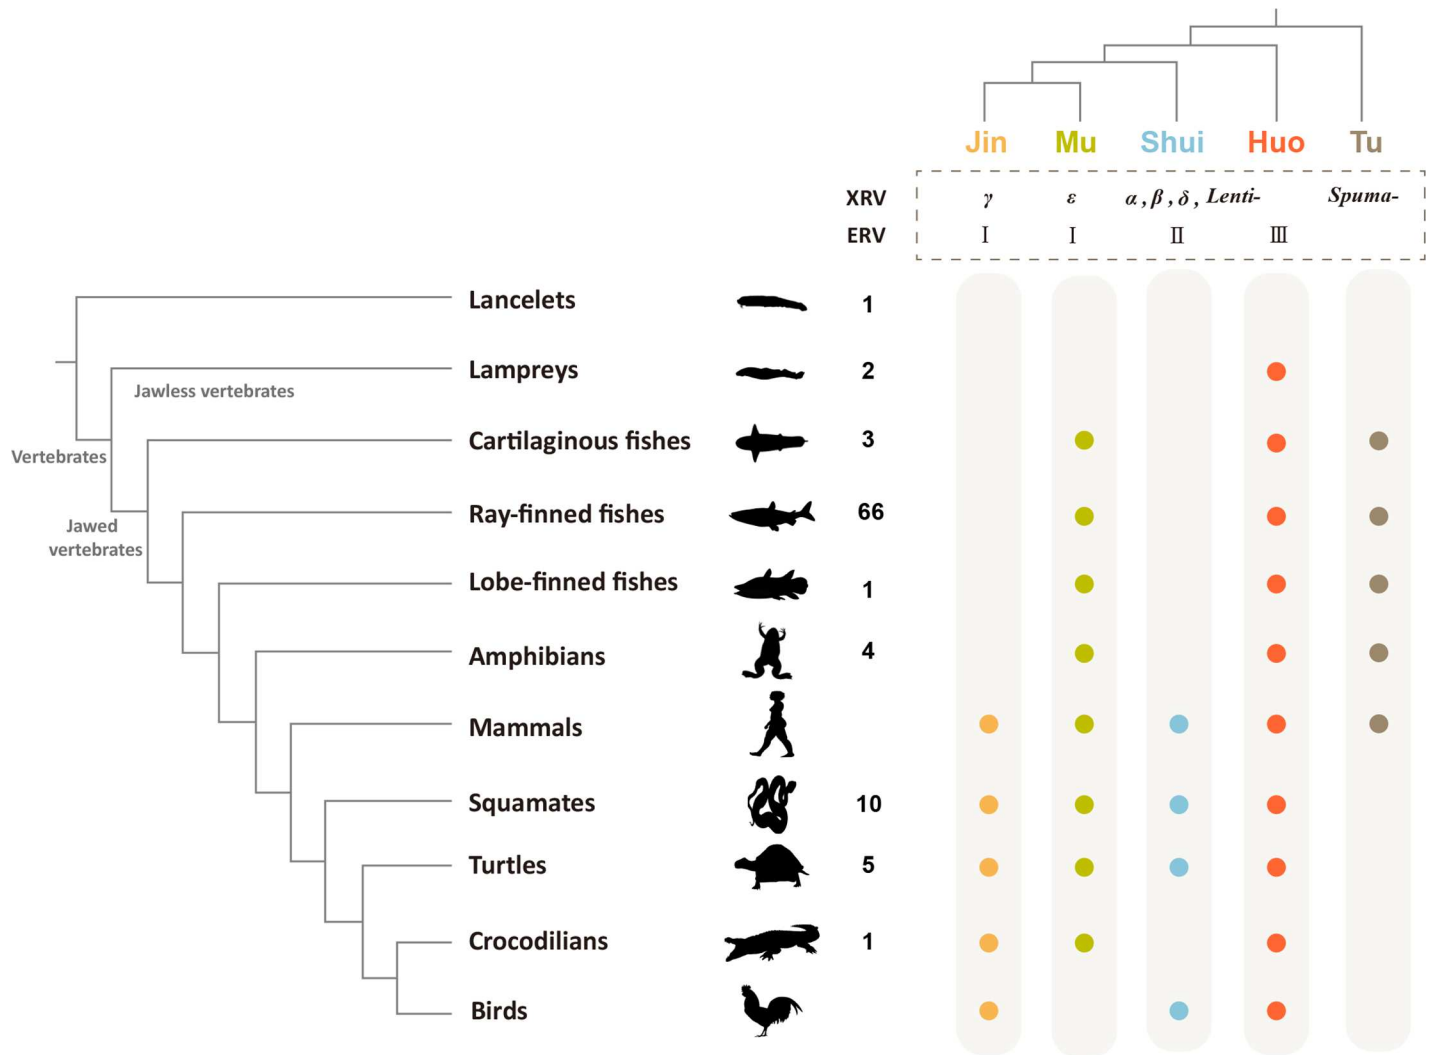 Jin Mu Shui Huo Tu
XRV γ ε α , β , δ , Lenti- Spuma-
ERV Ⅰ Ⅰ Ⅱ Ⅲ
Lancelets 1
Lampreys 2
Jawless vertebrates
Cartilaginous fishes 3
Vertebrates
Ray-finned fishes 66
Jawed
vertebrates
Lobe-finned fishes 1
Amphibians 4
Mammals
Squamates 10
Turtles 5
Crocodilians 1
Birds